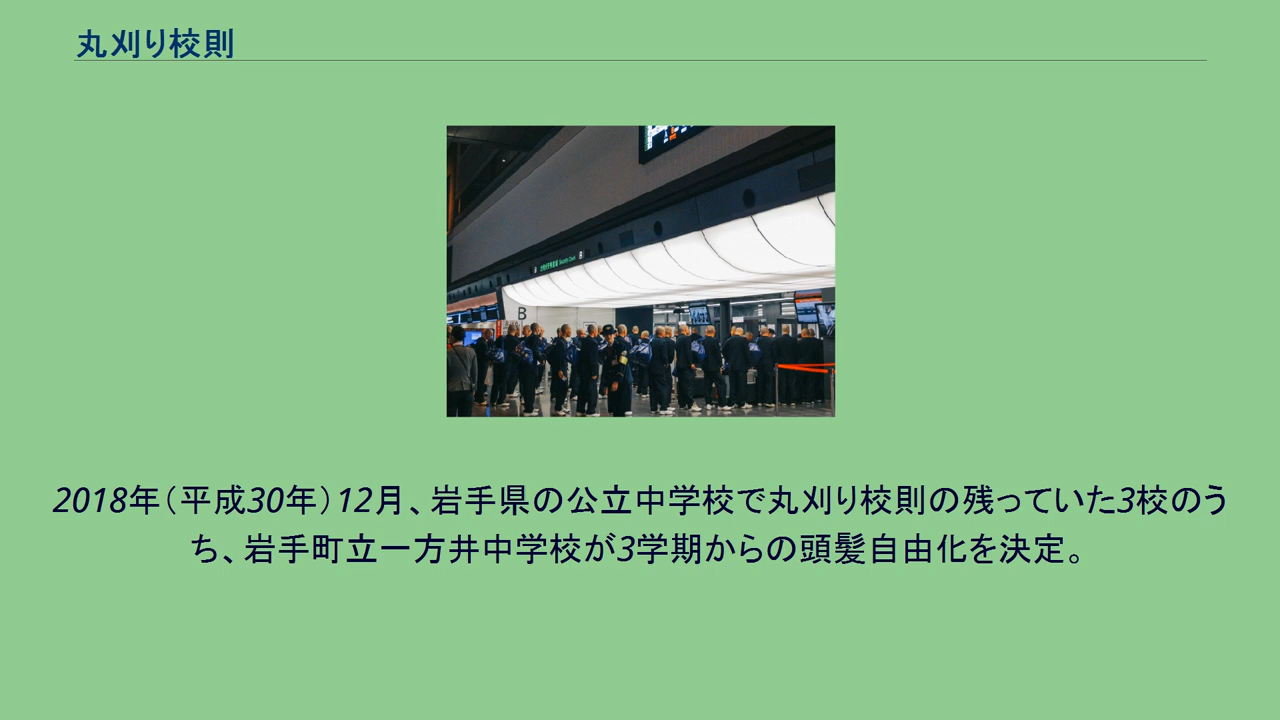 丸刈り校則
B
2018年（平成30年）12月、岩手県の公立中学校で丸刈り校則の残っていた3校のう
ち、岩手町立一方井中学校が3学期からの頭髪自由化を決定。